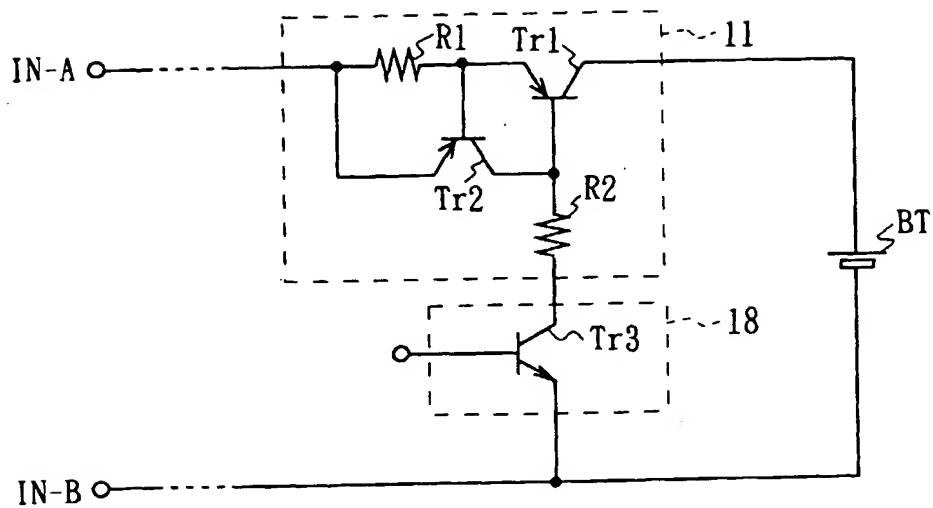 R1
Tr1
11
IN-A
Tr2
R2
BT
Tr3
18
IN-B